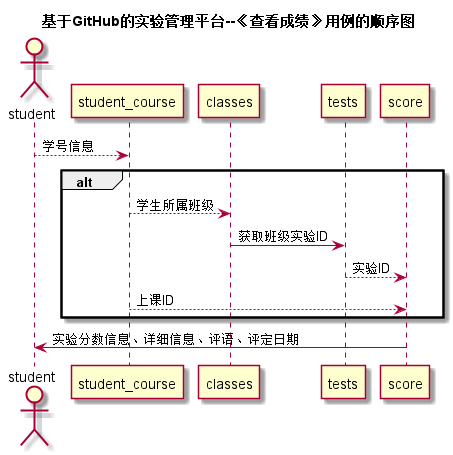 基于GitHub的实验管理平台--《查看成绩》用例的顺序图
student
student_course
classes
tests
score
学号信息
alt
学生所属班级
获取班级实验ID
实验ID
上课ID
实验分数信息、详细信息、评语、评定日期
student
student_course
classes
tests
score